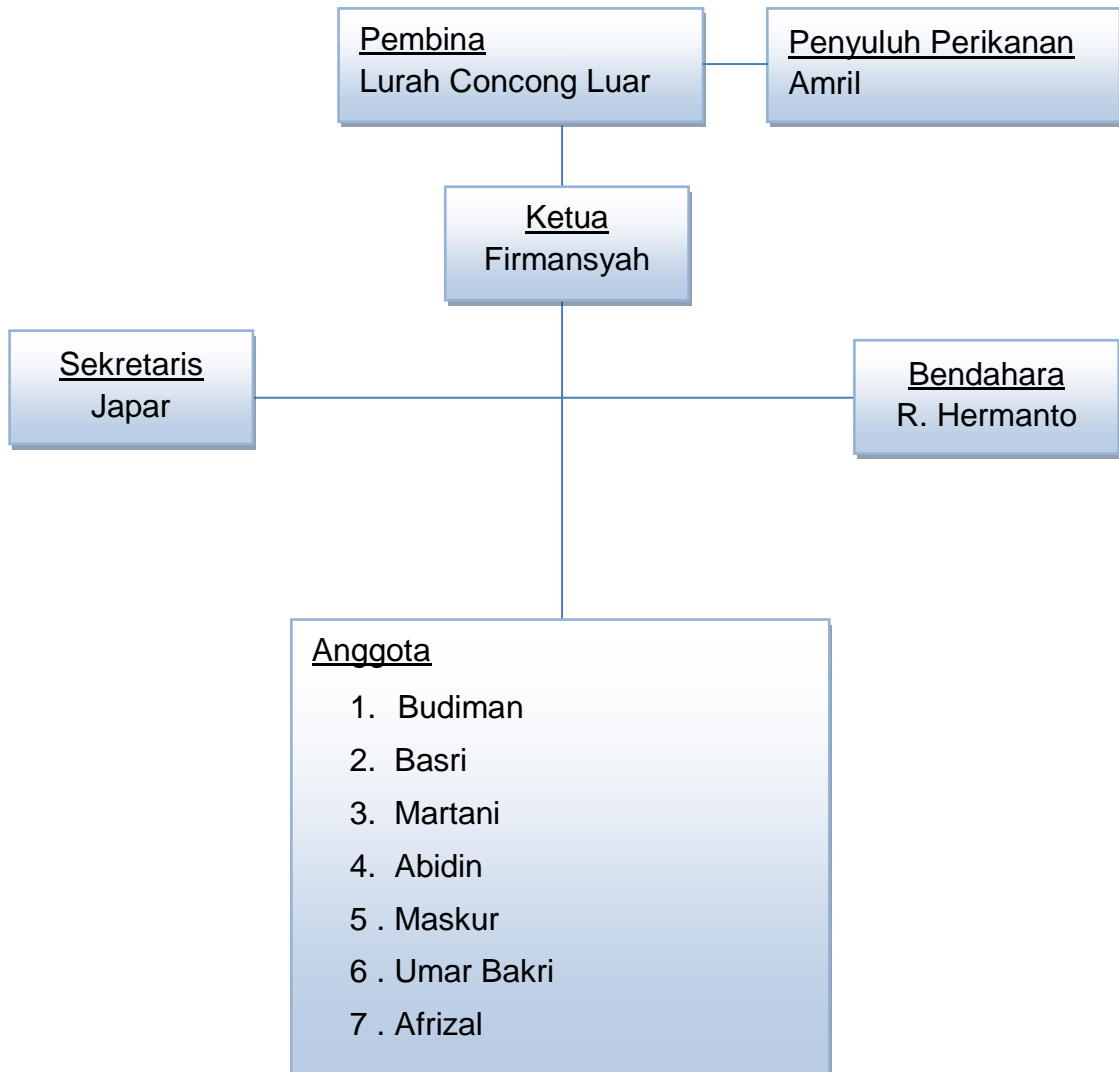 Pembina
Lurah Concong Luar
Penyuluh Perikanan
Amril
Ketua
Firmansyah
Sekretaris
Japar
Bendahara
R. Hermanto
Anggota
1. Budiman
2. Basri
3. Martani
4. Abidin
5 . Maskur
6 . Umar Bakri
7 . Afrizal